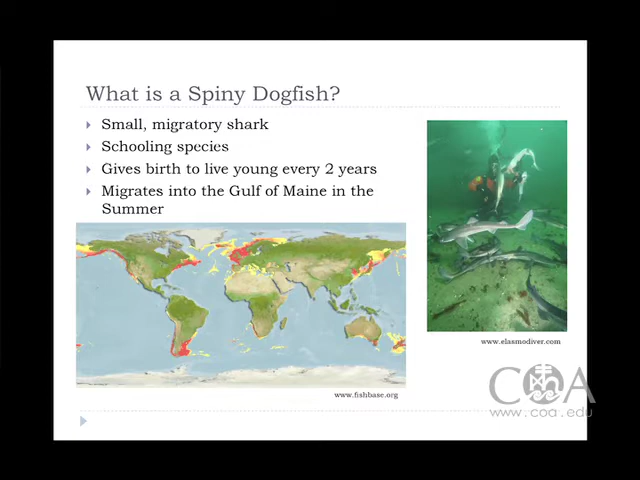 What is a Spiny Dogfish?
Small, migratory shark
Schooling species
Gives birth to live young every 2 years
Migrates into the Gulf of Maine in the
Summer
www.elasmodiver.com
www.fishbase.org
COA
www.coa.edu